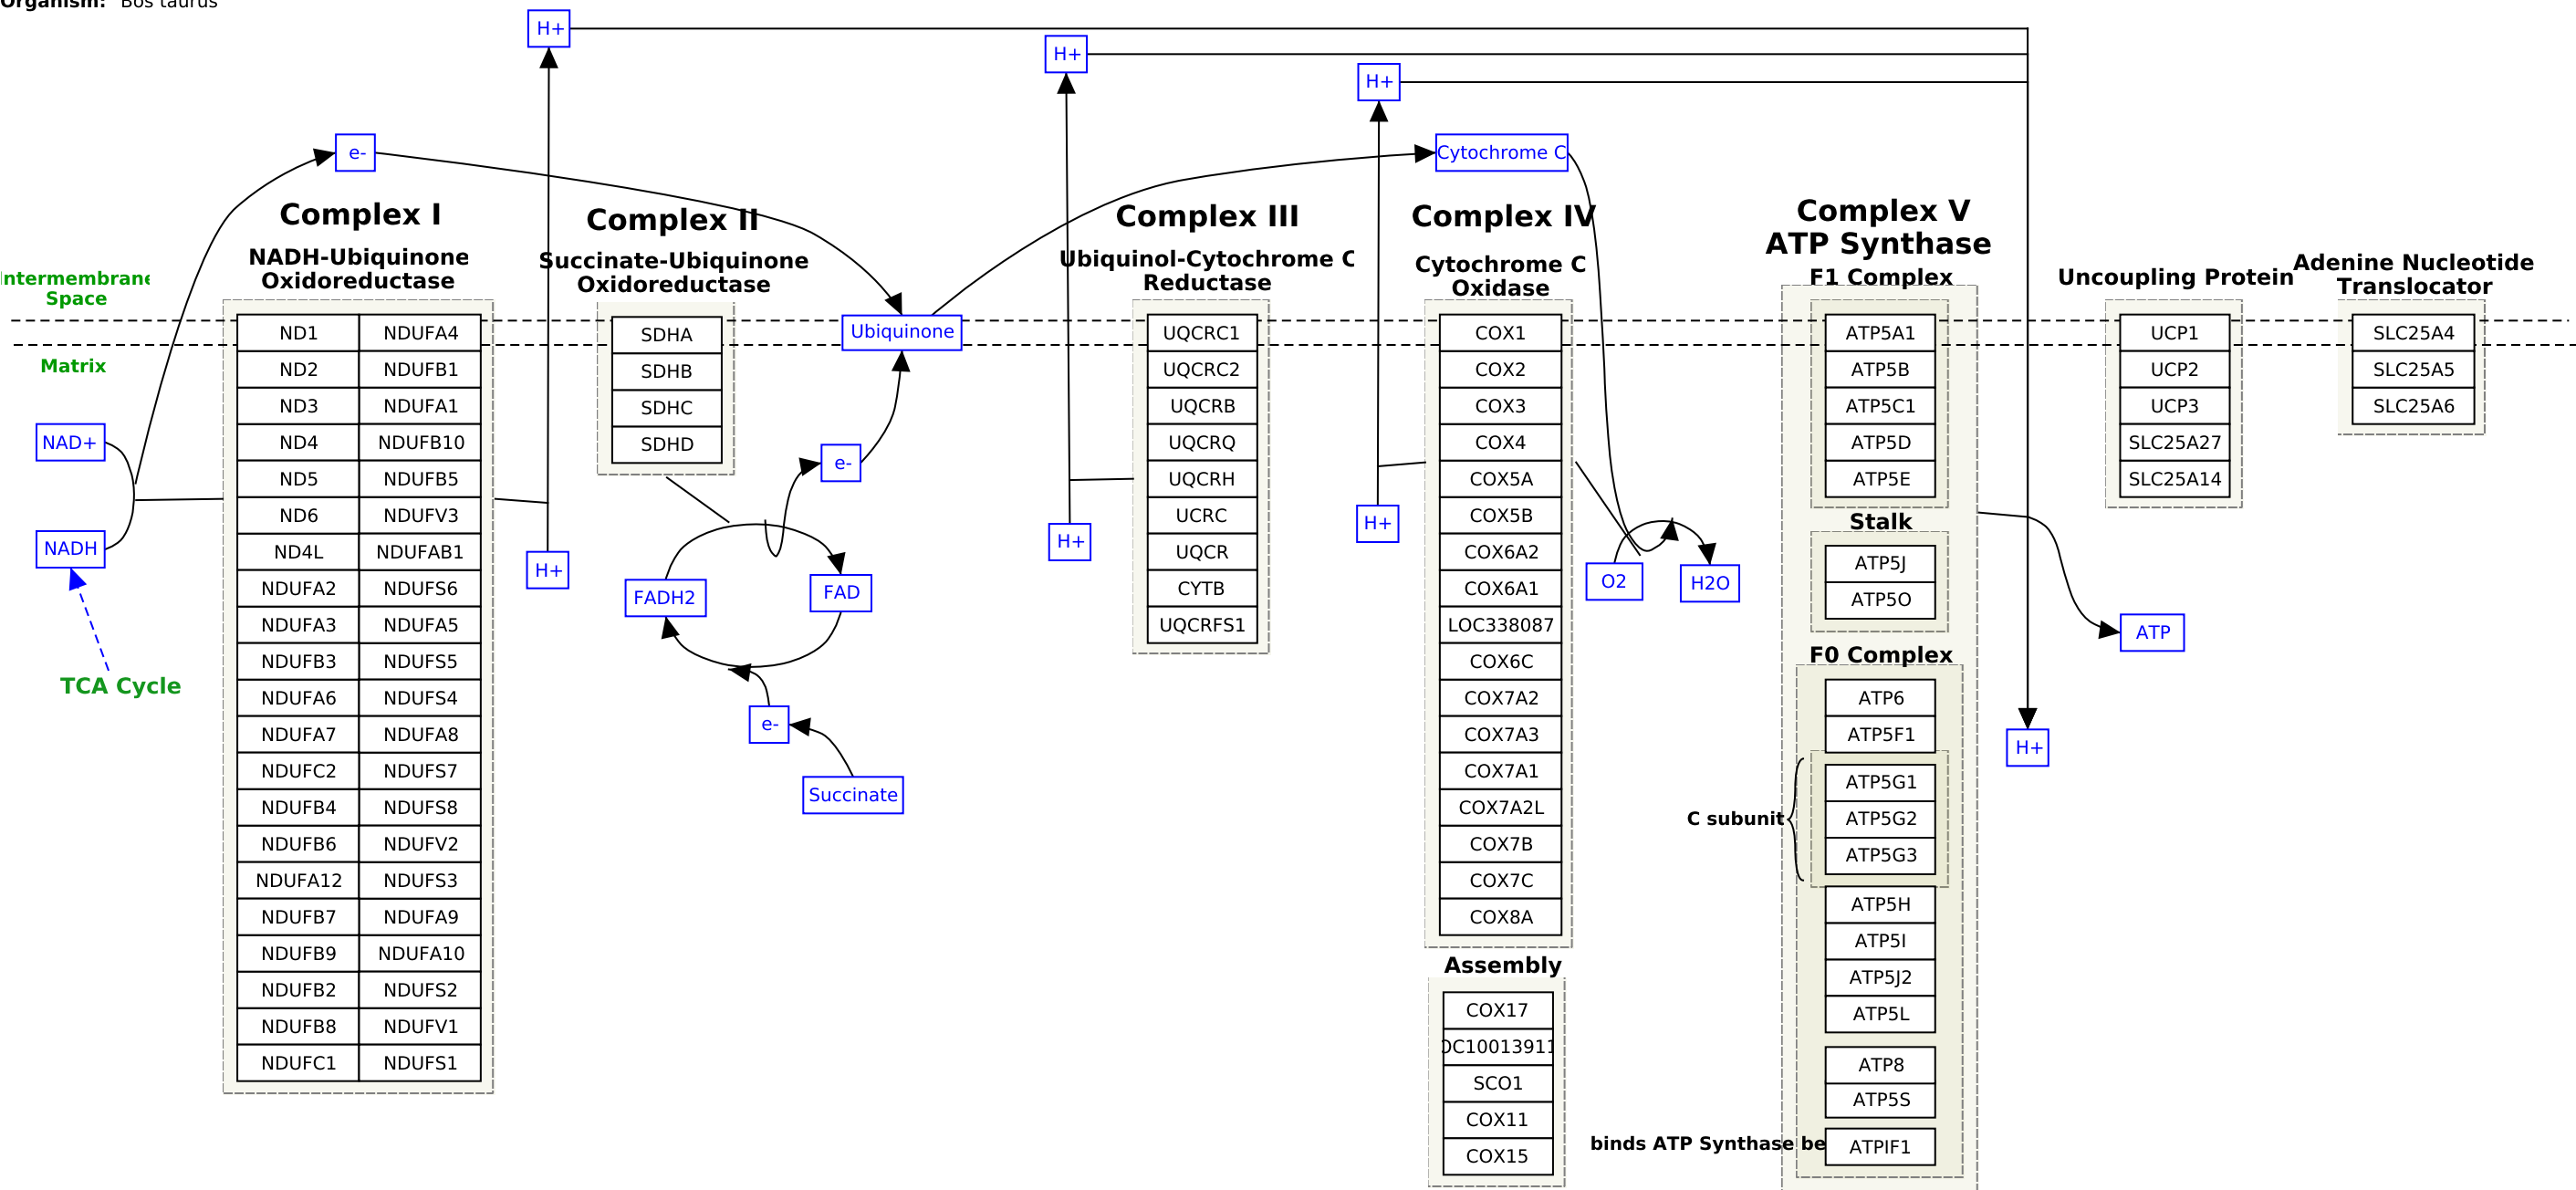 Organism: Bos taurus
H+
H+
H+
e-
Cytochrome C
Complex I
NADH-Ubiquinone
Oxidoreductase
Complex II
Succinate-Ubiquinone
Oxidoreductase
Complex III
Ubiquinol-Cytochrome C
Reductase
Complex IV
Cytochrome C
Oxidase
Complex V
ATP Synthase
F1 Complex
Uncoupling Protein
Adenine Nucleotide
Translocator
Intermembrane
Space
Matrix
NAD+
NADH
TCA Cycle
ND1 NDUFA4
ND2 NDUFB1
ND3 NDUFA1
ND4 NDUFB10
ND5 NDUFB5
ND6 NDUFV3
ND4L NDUFAB1
NDUFA2 NDUFS6
NDUFA3 NDUFA5
NDUFB3 NDUFS5
NDUFA6 NDUFS4
NDUFA7 NDUFA8
NDUFC2 NDUFS7
NDUFB4 NDUFS8
NDUFB6 NDUFV2
NDUFA12 NDUFS3
NDUFB7 NDUFA9
NDUFB9 NDUFA10
NDUFB2 NDUFS2
NDUFB8 NDUFV1
NDUFC1 NDUFS1
H+
SDHA
SDHB
SDHC
SDHD
Ubiquinone
e-
FADH2
FAD
e-
Succinate
H+
UQCRC1
UQCRC2
UQCRB
UQCRQ
UQCRH
UCRC
UQCR
CYTB
UQCRFS1
H+
COX1
COX2
COX3
COX4
COX5A
COX5B
COX6A2
COX6A1
LOC338087
COX6C
COX7A2
COX7A3
COX7A1
COX7A2L
COX7B
COX7C
COX8A
Assembly
COX17
OC10013911
SCO1
COX11
COX15
O2
H2O
ATP5A1
ATP5B
ATP5C1
ATP5D
ATP5E
Stalk
ATP5J
ATP5O
F0 Complex
ATP6
ATP5F1
C subunit
ATP5G1
ATP5G2
ATP5G3
ATP5H
ATP5I
ATP5J2
ATP5L
ATP8
ATP5S
binds ATP Synthase be
ATPIF1
H+
ATP
UCP1
UCP2
UCP3
SLC25A27
SLC25A14
SLC25A4
SLC25A5
SLC25A6